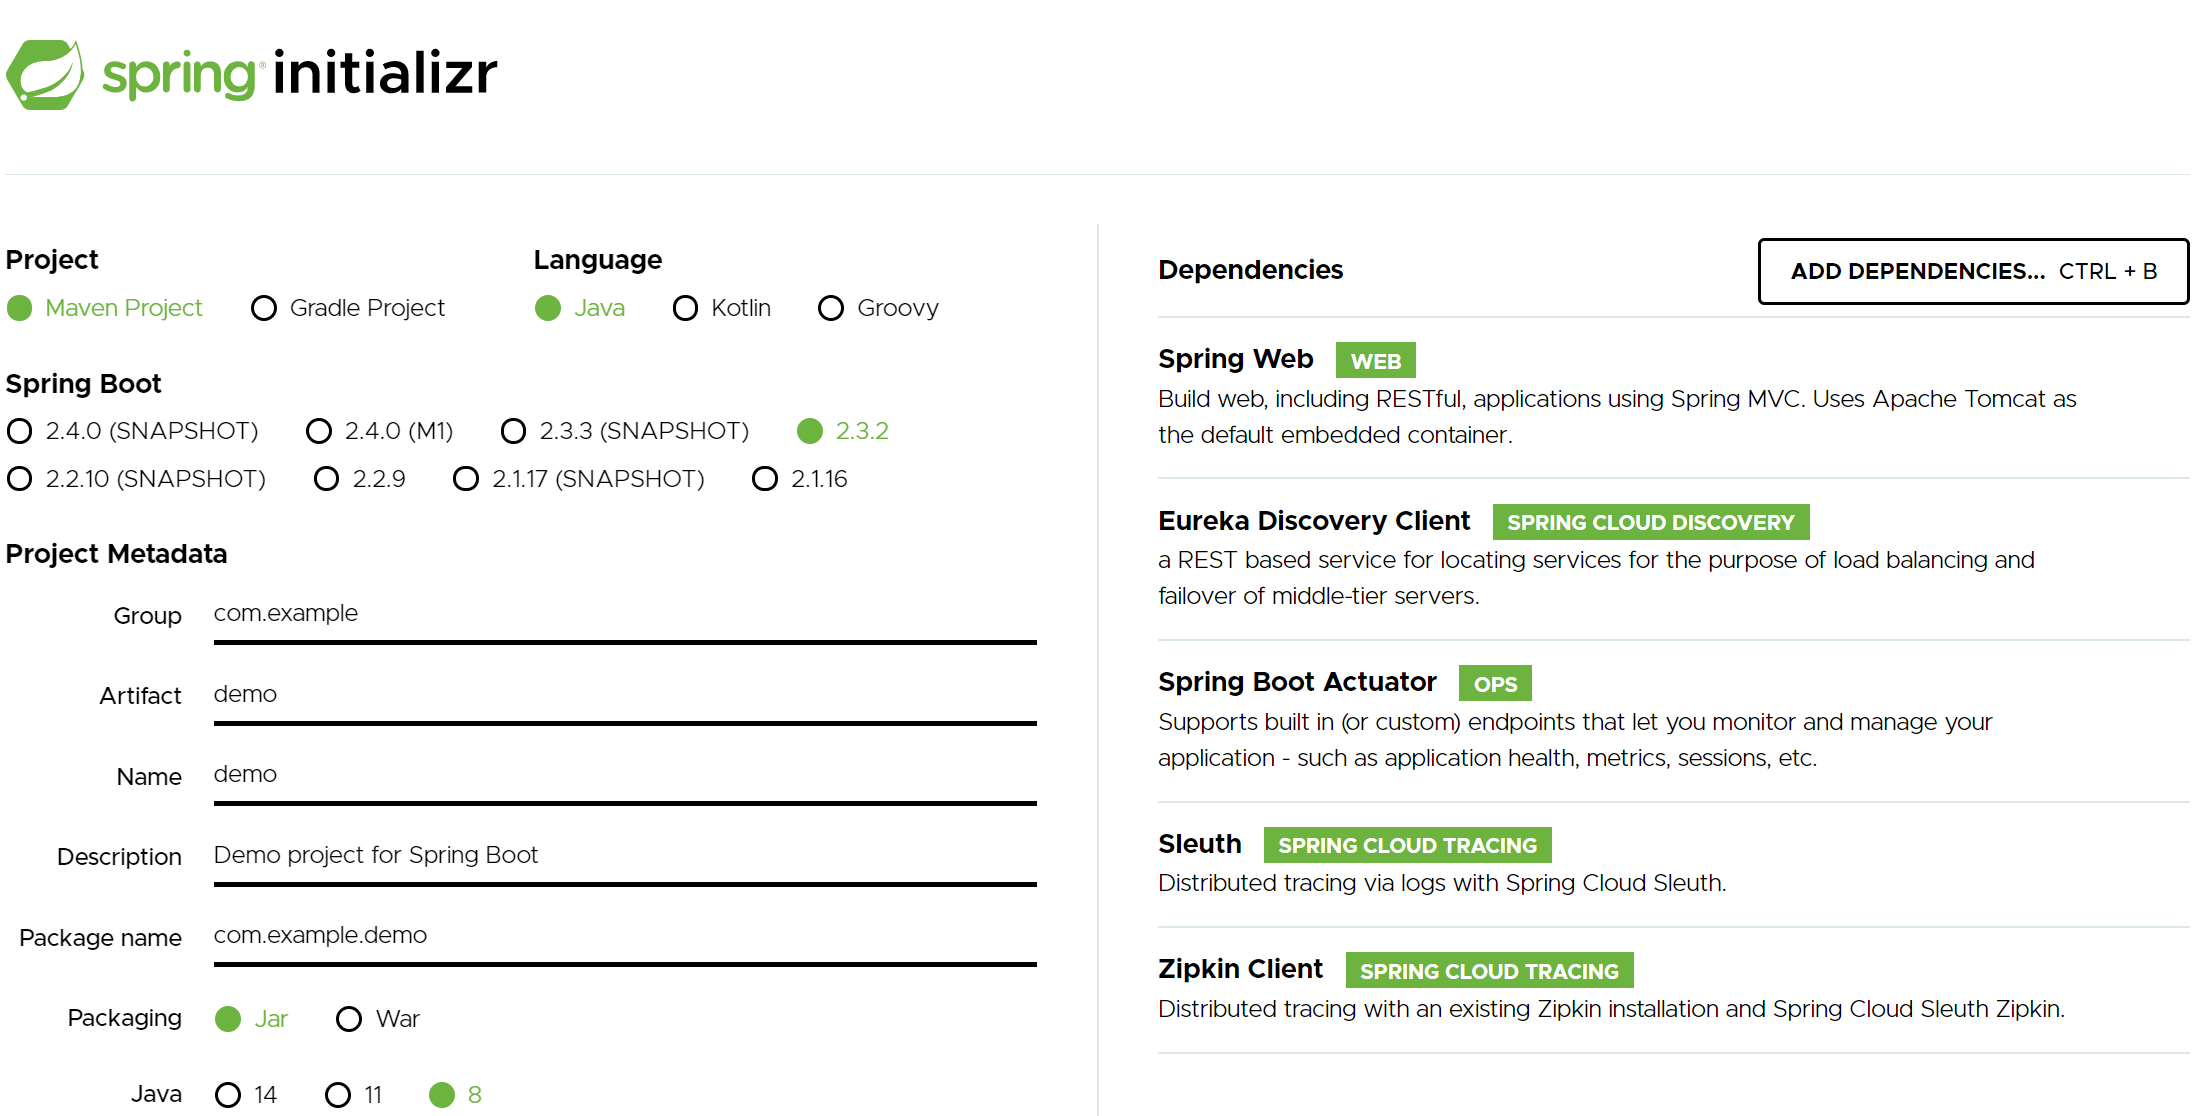 spring® initializr
Project
Maven Project Gradle Project
Language
Java Kotlin Groovy
Spring Boot
2.4.0 (SNAPSHOT) 2.4.0 (M1) 2.3.3 (SNAPSHOT) 2.3.2
2.2.10 (SNAPSHOT) 2.2.9 2.1.17 (SNAPSHOT) 2.1.16
Project Metadata
Group com.example
Artifact demo
Name demo
Description Demo project for Spring Boot
Package name com.example.demo
Packaging Jar War
Java 14 11 8
Dependencies ADD DEPENDENCIES... CTRL + B
Spring Web WEB
Build web, including RESTful, applications using Spring MVC. Uses Apache Tomcat as
the default embedded container.
Eureka Discovery Client SPRING CLOUD DISCOVERY
a REST based service for locating services for the purpose of load balancing and
failover of middle-tier servers.
Spring Boot Actuator OPS
Supports built in (or custom) endpoints that let you monitor and manage your
application - such as application health, metrics, sessions, etc.
Sleuth SPRING CLOUD TRACING
Distributed tracing via logs with Spring Cloud Sleuth.
Zipkin Client SPRING CLOUD TRACING
Distributed tracing with an existing Zipkin installation and Spring Cloud Sleuth Zipkin.